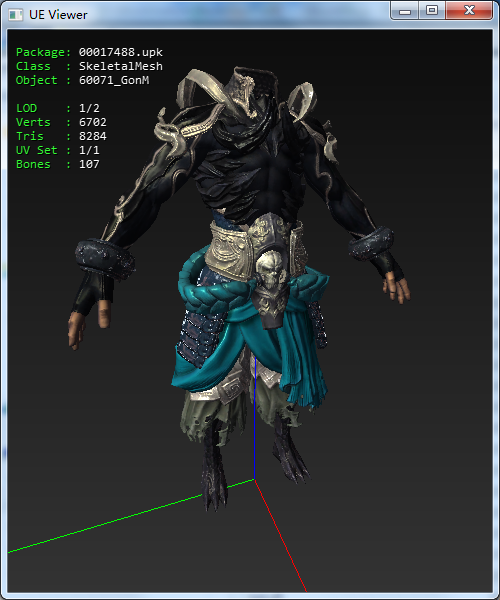 UE Viewer
Package: 00017488.upk
Class : SkeletalMesh
Object : 60071_GonM
LOD : 1/2
Verts : 6702
Tris : 8284
UV Set : 1/1
Bones : 107